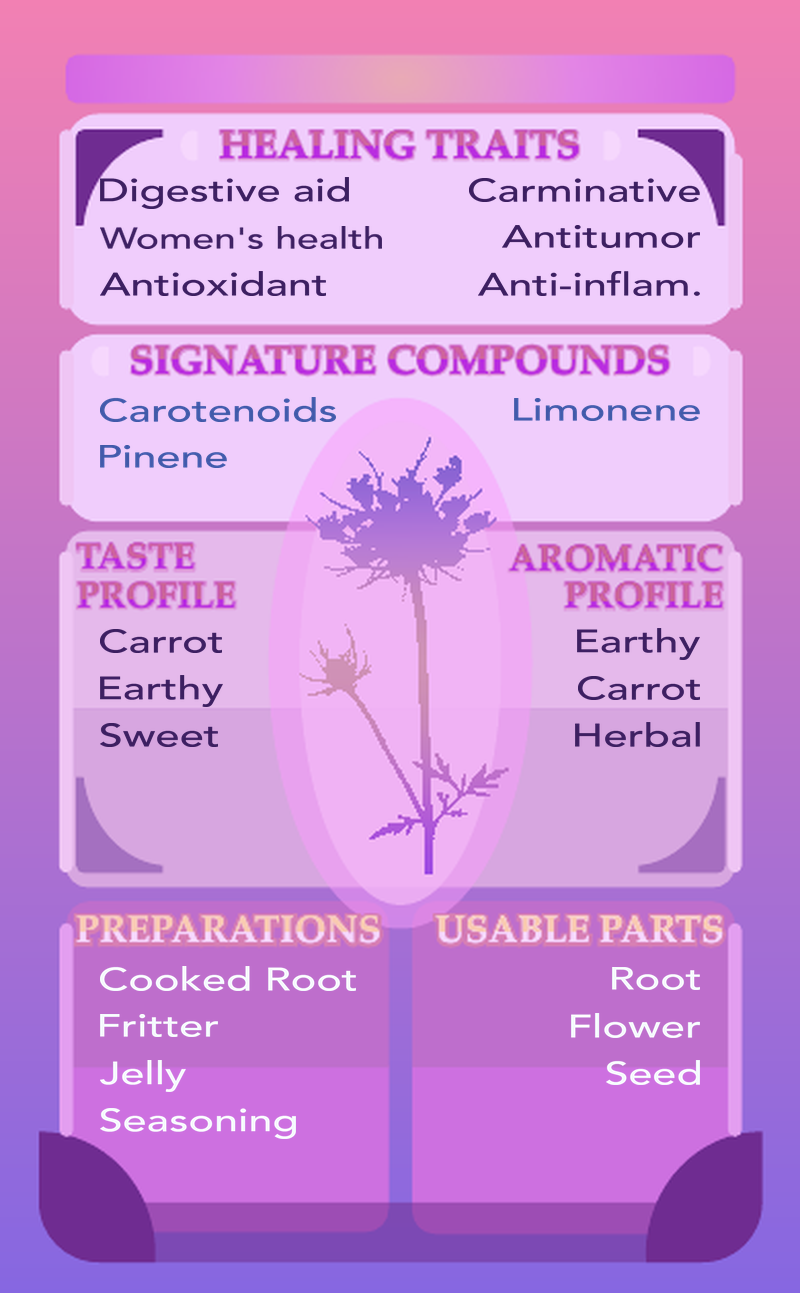 HEALING TRAITS
Digestive aid
Carminative
Women's health
Antitumor
Antioxidant
Anti-inflam.
SIGNATURE COMPOUNDS
Carotenoids
Limonene
Pinene
TASTE
PROFILE
Carrot
Earthy
Sweet
AROMATIC
PROFILE
Earthy
Carrot
Herbal
PREPARATIONS
Cooked Root
Fritter
Jelly
Seasoning
USABLE PARTS
Root
Flower
Seed